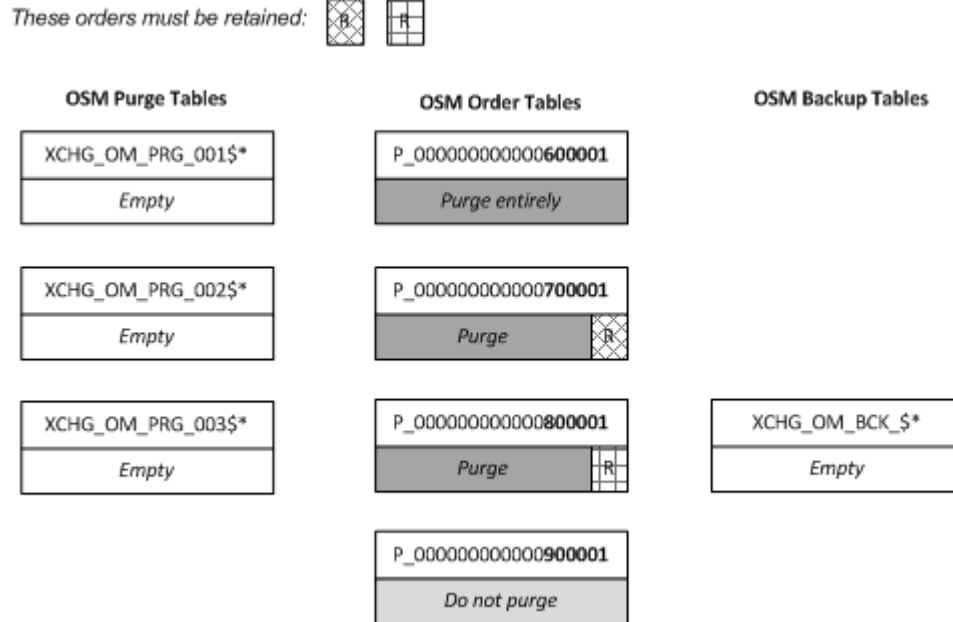 These orders must be retained: R R
OSM Purge Tables OSM Order Tables OSM Backup Tables
XCHG_OM_PRG_001$* P_000000000000600001
Empty Purge entirely
XCHG_OM_PRG_002$* P_000000000000700001
Empty Purge R
XCHG_OM_PRG_003$* P_000000000000800001 XCHG_OM_BCK_$*
Empty Purge R Empty
P_000000000000900001
Do not purge